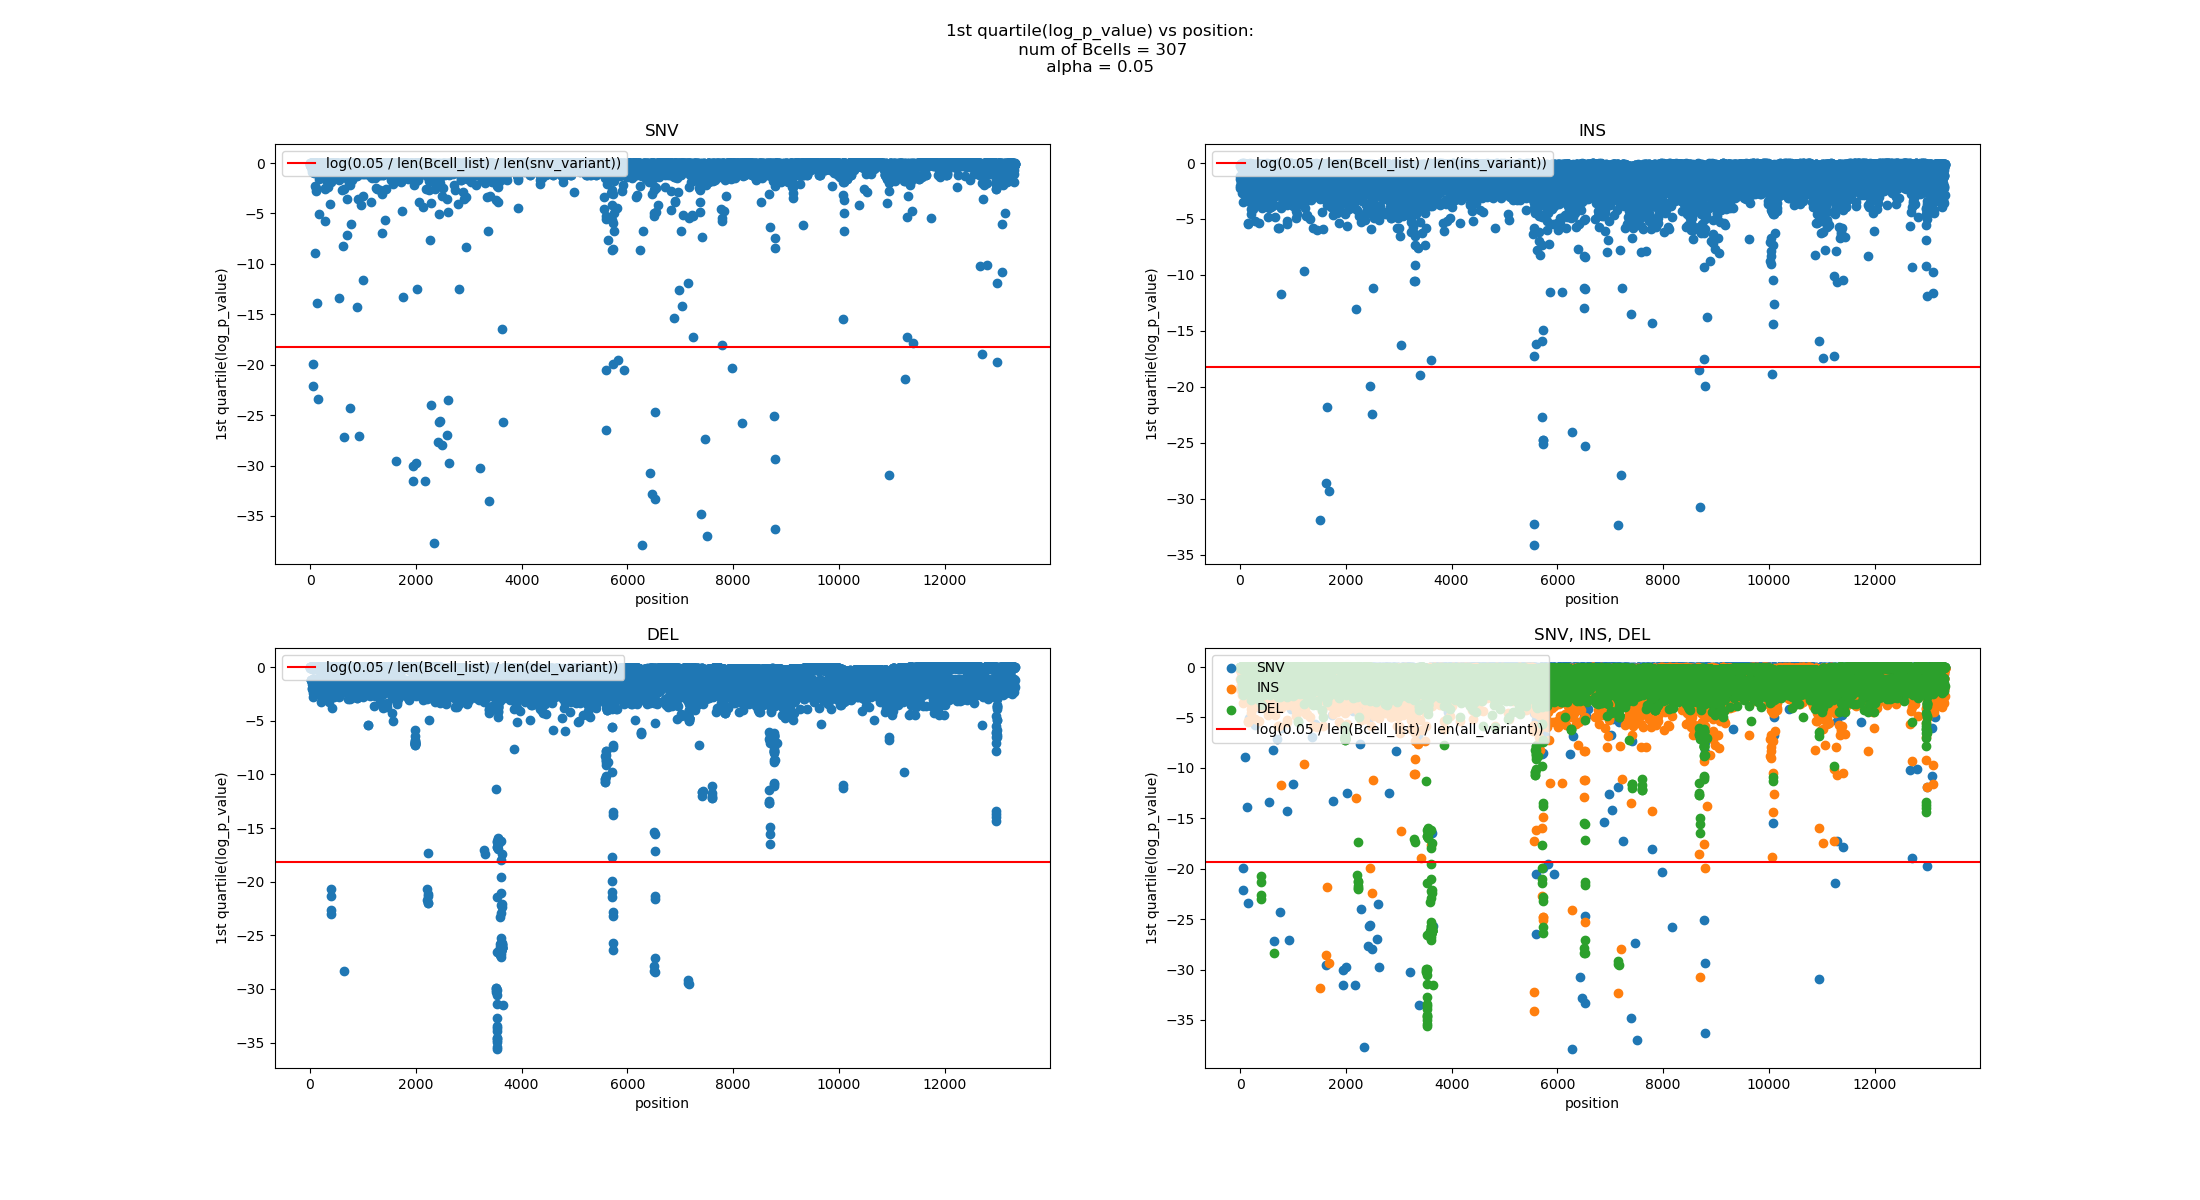 1st quartile(log_p_value) vs position:
num of Bcells = 307
alpha = 0.05
SNV
log(0.05 / len(Bcell_list) / len(snv_variant))
1st quartile(log_p_value)
0
−5
−10
−15
−20
−25
−30
−35
0 2000 4000 6000 8000 10000 12000
position
INS
log(0.05 / len(Bcell_list) / len(ins_variant))
1st quartile(log_p_value)
0
−5
−10
−15
−20
−25
−30
−35
0 2000 4000 6000 8000 10000 12000
position
DEL
log(0.05 / len(Bcell_list) / len(del_variant))
1st quartile(log_p_value)
0
−5
−10
−15
−20
−25
−30
−35
0 2000 4000 6000 8000 10000 12000
position
SNV, INS, DEL
SNV
INS
DEL
log(0.05 / len(Bcell_list) / len(all_variant))
1st quartile(log_p_value)
0
−5
−10
−15
−20
−25
−30
−35
0 2000 4000 6000 8000 10000 12000
position